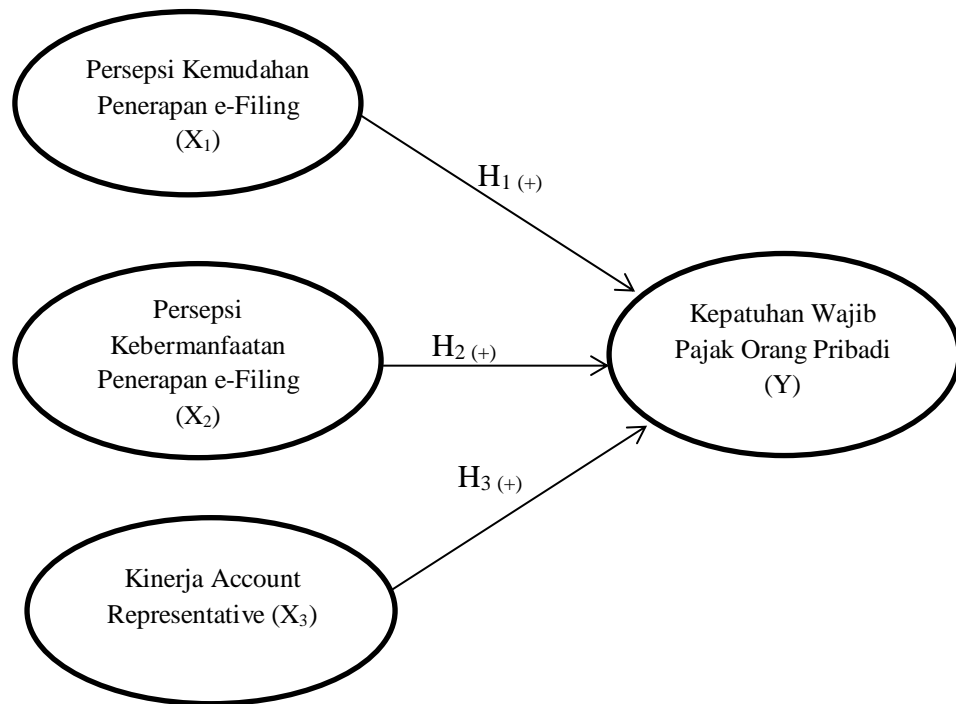 Persepsi Kemudahan
Penerapan e-Filing
(X₁)
H₁ (+)
Persepsi
Kebermanfaatan
Penerapan e-Filing
(X₂)
H₂ (+)
Kepatuhan Wajib
Pajak Orang Pribadi
(Y)
H₃ (+)
Kinerja Account
Representative (X₃)